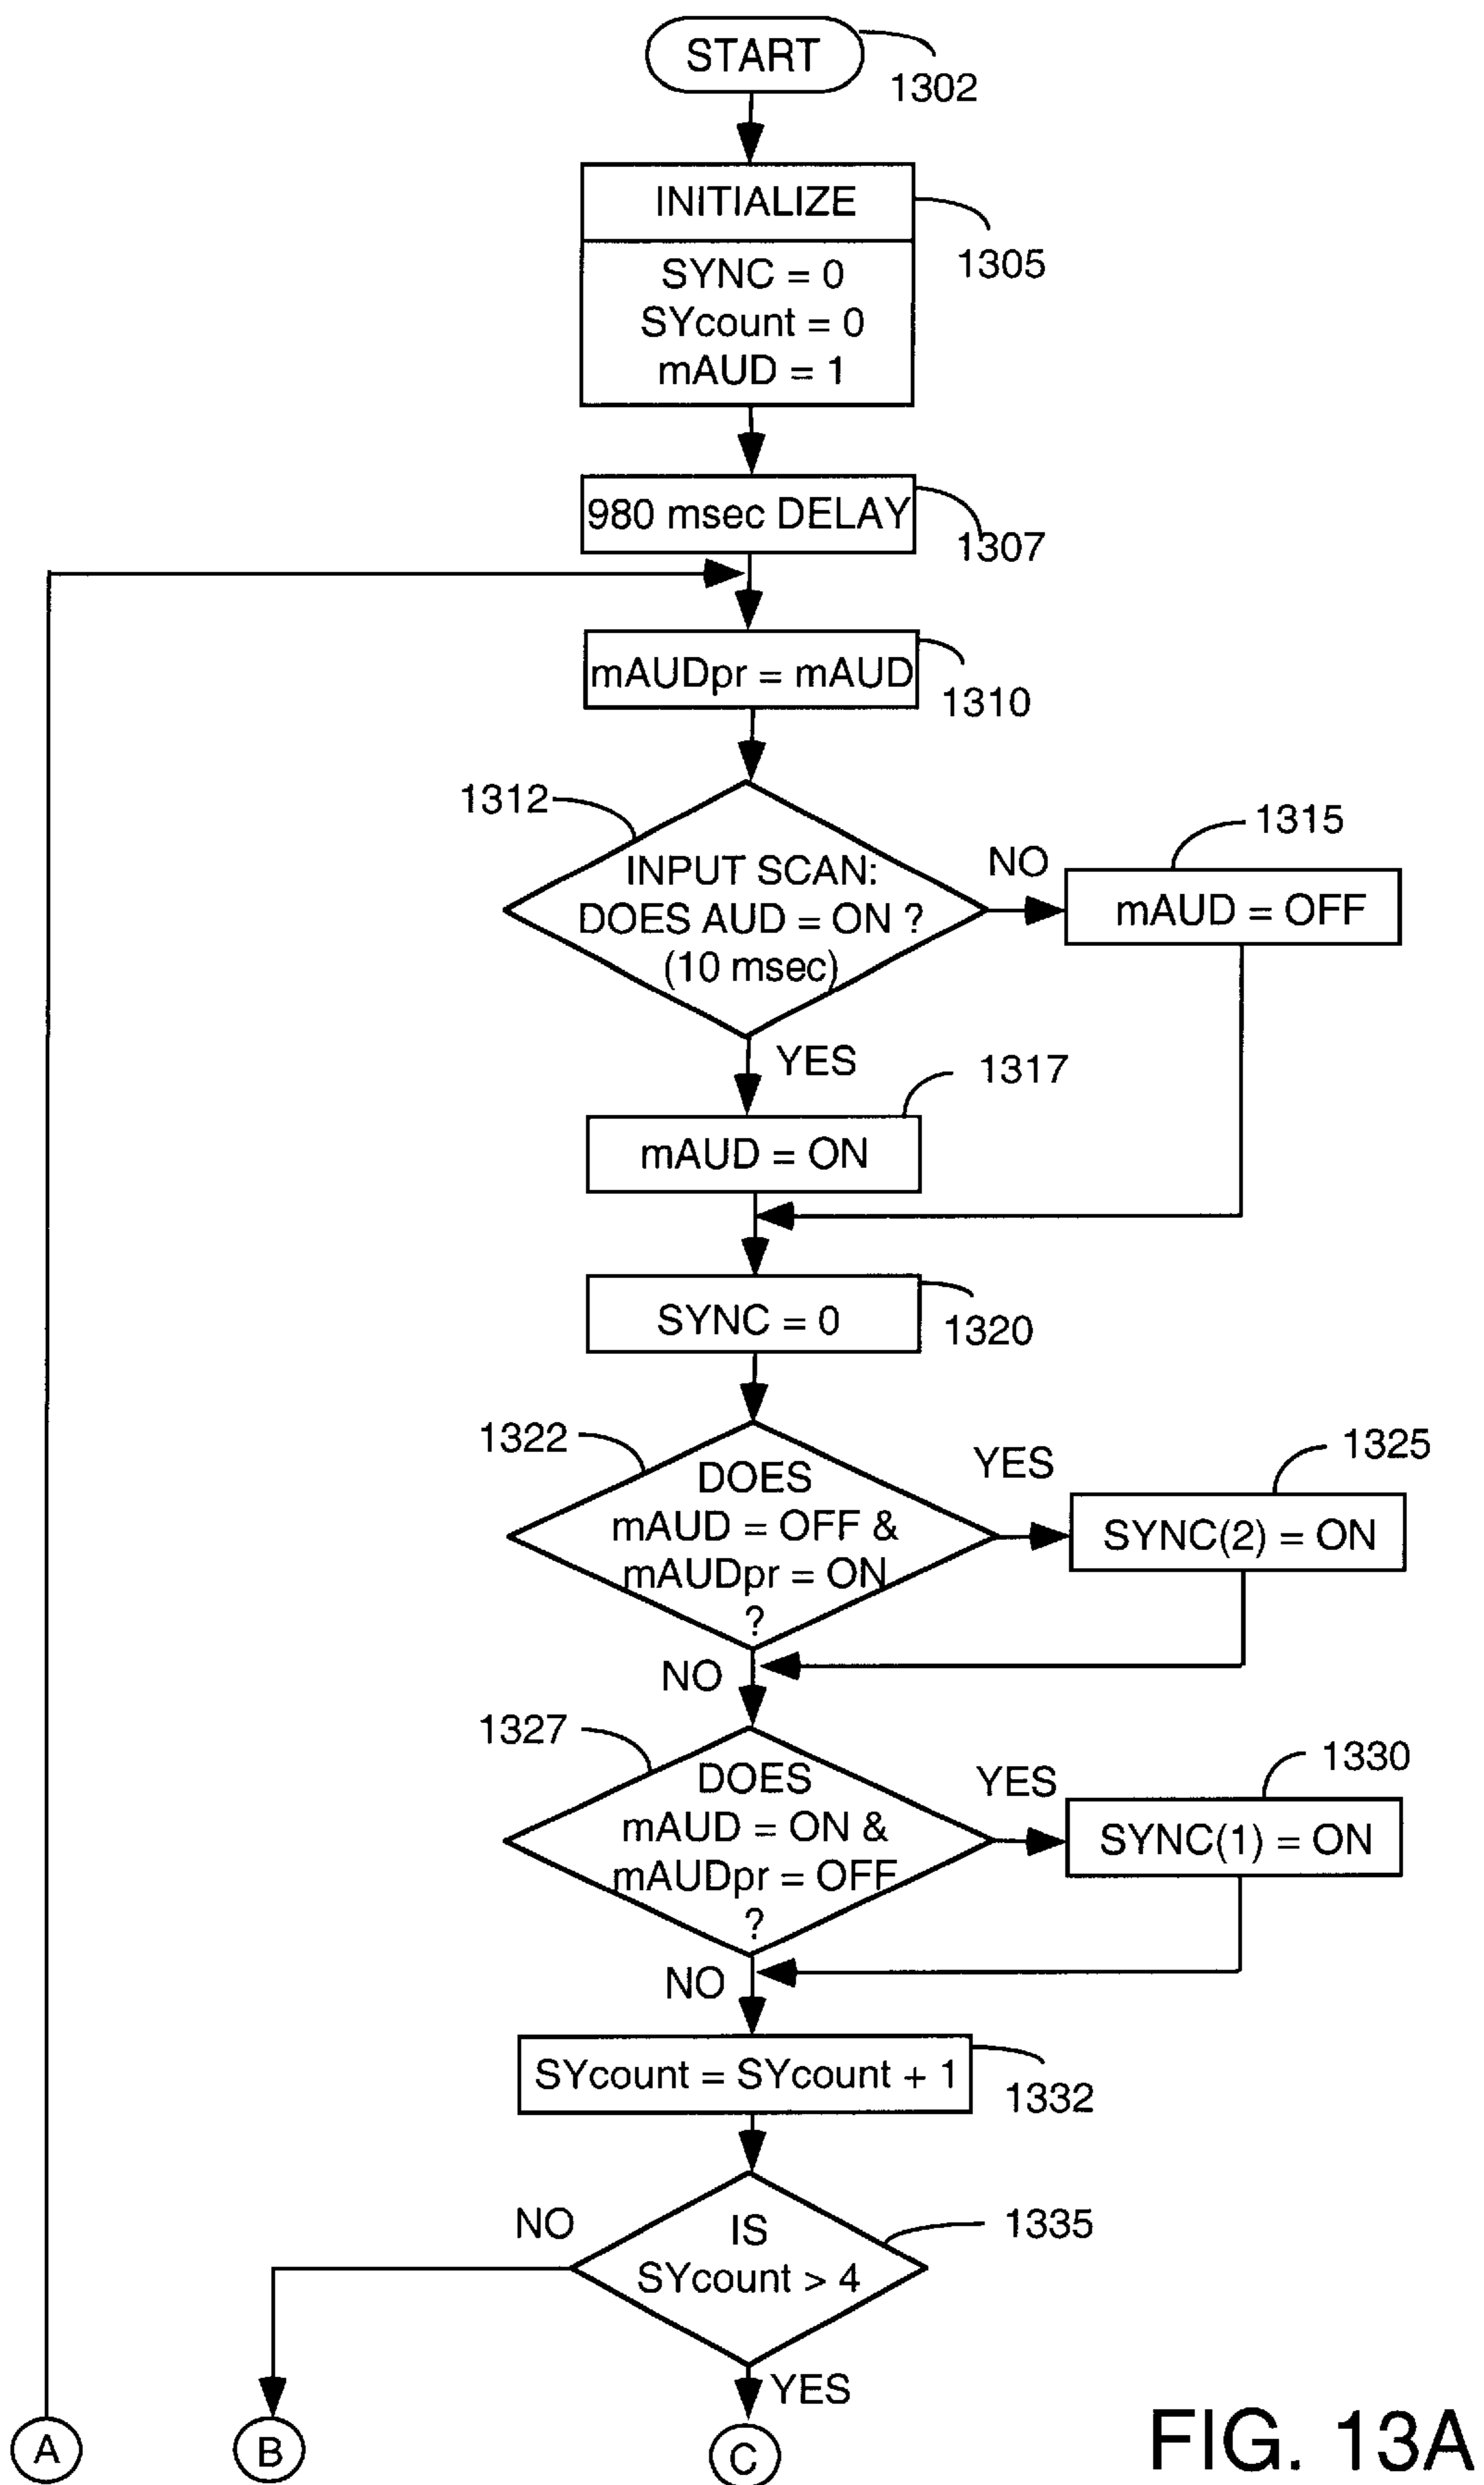 START
1302
INITIALIZE
1305
SYNC = 0
SYcount = 0
mAUD = 1
980 msec DELAY
1307
mAUDpr = mAUD
1310
1312
INPUT SCAN:
DOES AUD = ON ?
(10 msec)
NO
1315
mAUD = OFF
YES
1317
mAUD = ON
SYNC = 0
1320
1322
DOES
mAUD = OFF &
mAUDpr = ON
?
YES
1325
SYNC(2) = ON
NO
1327
DOES
mAUD = ON &
mAUDpr = OFF
?
YES
1330
SYNC(1) = ON
NO
SYcount = SYcount + 1
1332
NO
IS
SYcount > 4
1335
YES
A
B
C
FIG. 13A